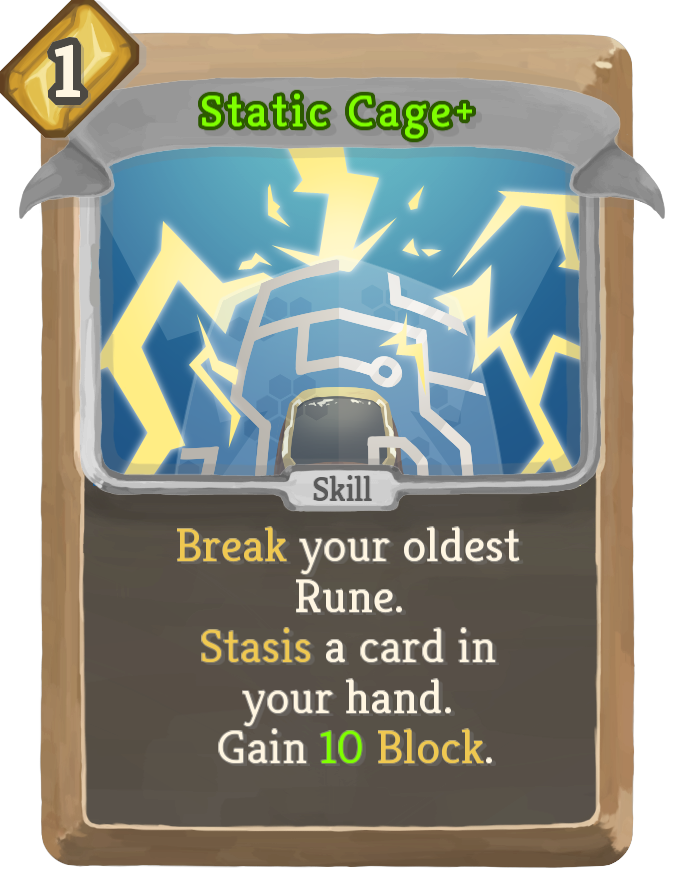 1
Static Cage+
Skill
Break your oldest
Rune.
Stasis a card in
your hand.
Gain 10 Block.